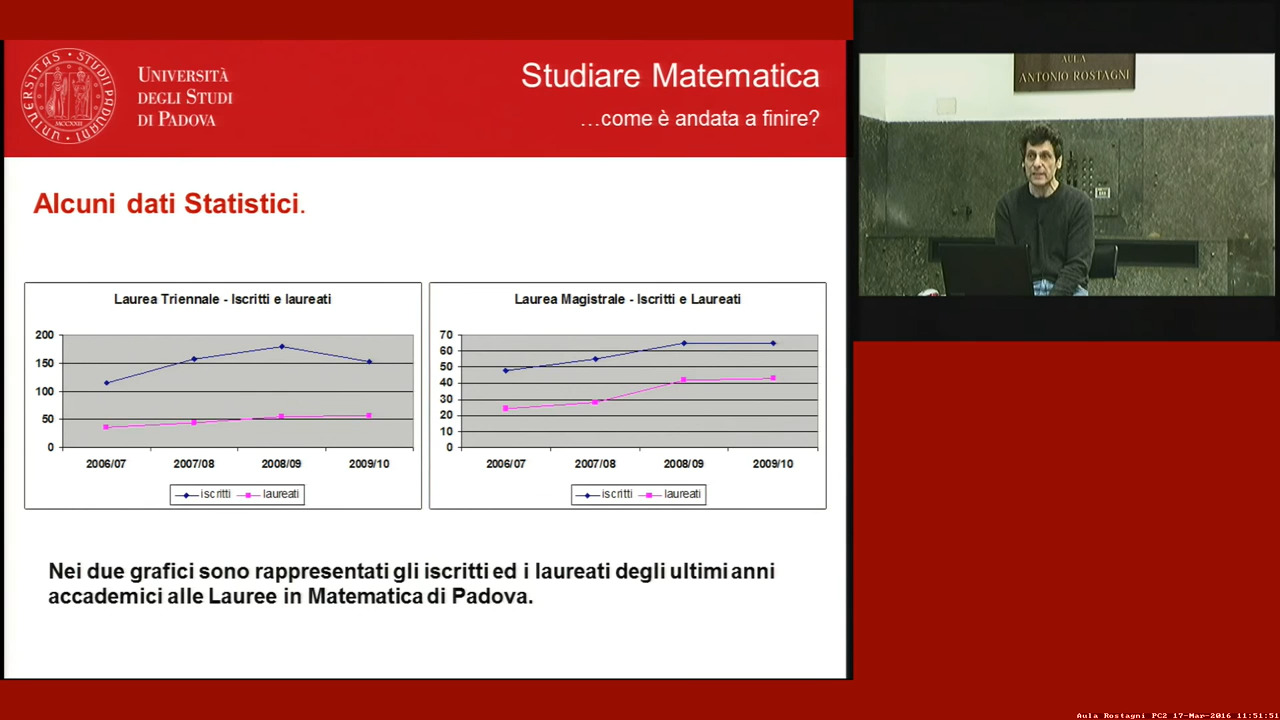 UNIVERSITÀ
DEGLI STUDI
DI PADOVA
UNIVERSITAS STUDII PADUANI
MCCXXII
Studiare Matematica
...come è andata a finire?
Alcuni dati Statistici.
Laurea Triennale - Iscritti e laureati
200
150
100
50
0
2006/07 2007/08 2008/09 2009/10
iscritti laureati
Laurea Magistrale - Iscritti e Laureati
70
60
50
40
30
20
10
0
2006/07 2007/08 2008/09 2009/10
iscritti laureati
Nei due grafici sono rappresentati gli iscritti ed i laureati degli ultimi anni
accademici alle Lauree in Matematica di Padova.
AULA
ANTONIO ROSTAGNI
Aula Rostagni PC2 17-Mar-2016 11:51:51